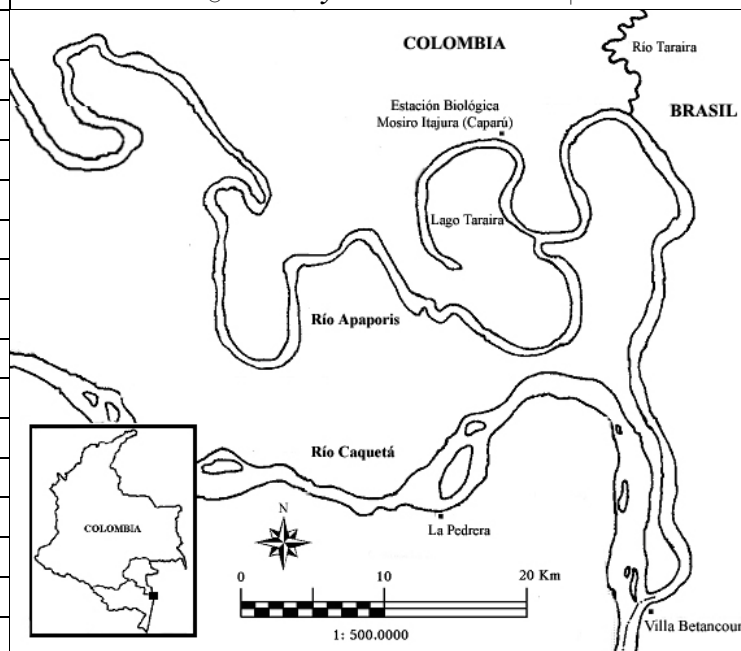 COLOMBIA
Río Taraira
BRASIL
Estación Biológica
Mosiro Itajura (Caparú)
Lago Taraira
Río Apaporis
Río Caquetá
La Pedrera
Villa Betancour
COLOMBIA
N
0 10 20 Km
1: 500.0000